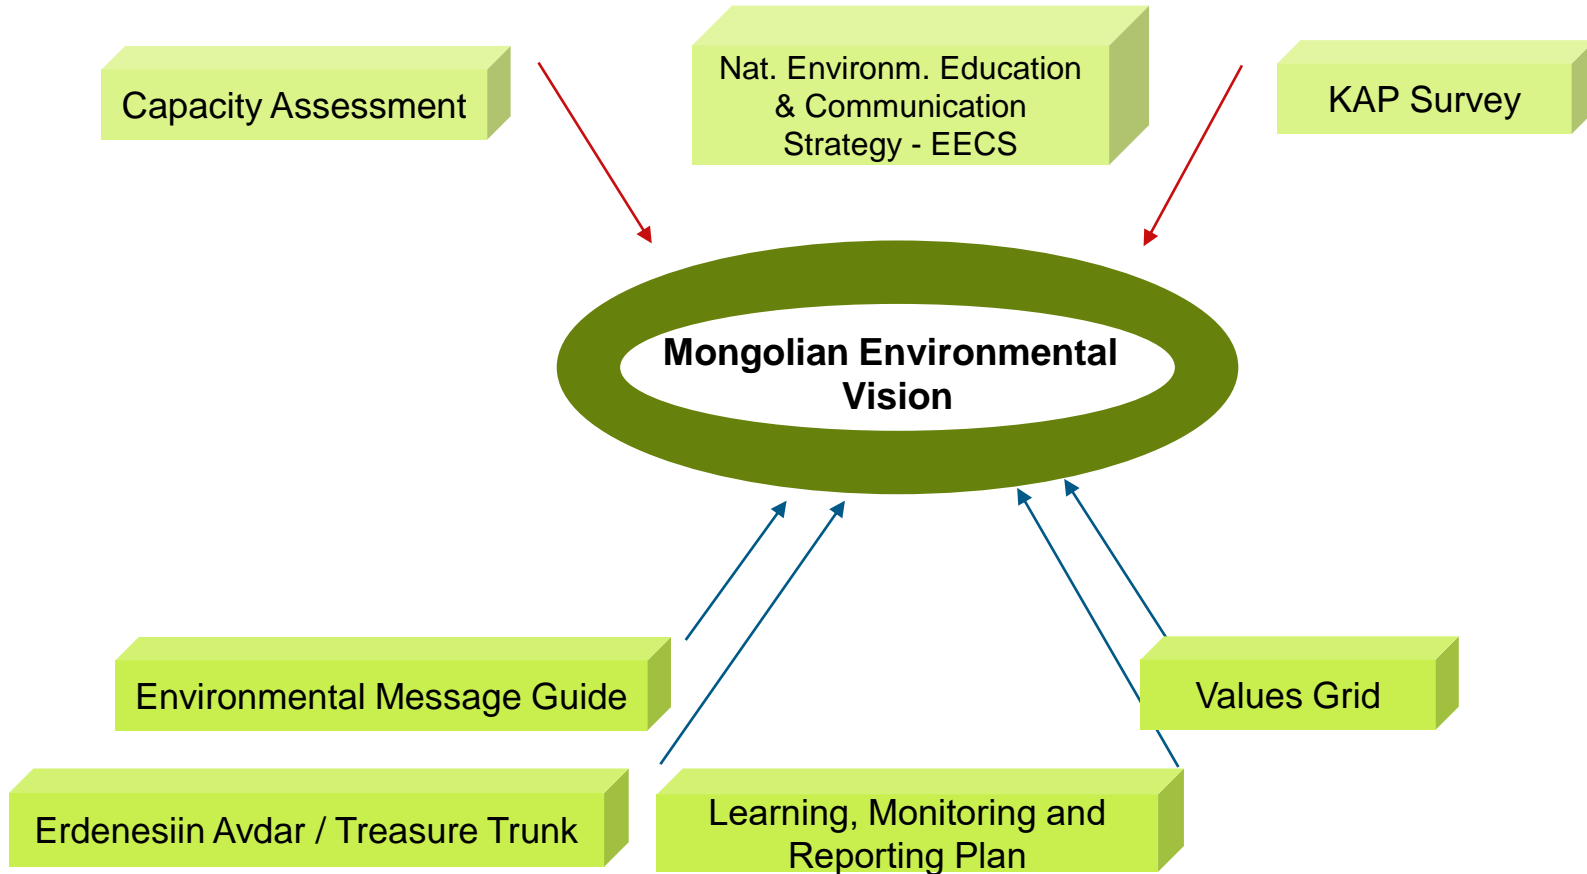 Capacity Assessment
Nat. Environm. Education
& Communication
Strategy - EECS
KAP Survey
Mongolian Environmental
Vision
Environmental Message Guide
Values Grid
Erdenesiin Avdar / Treasure Trunk
Learning, Monitoring and
Reporting Plan